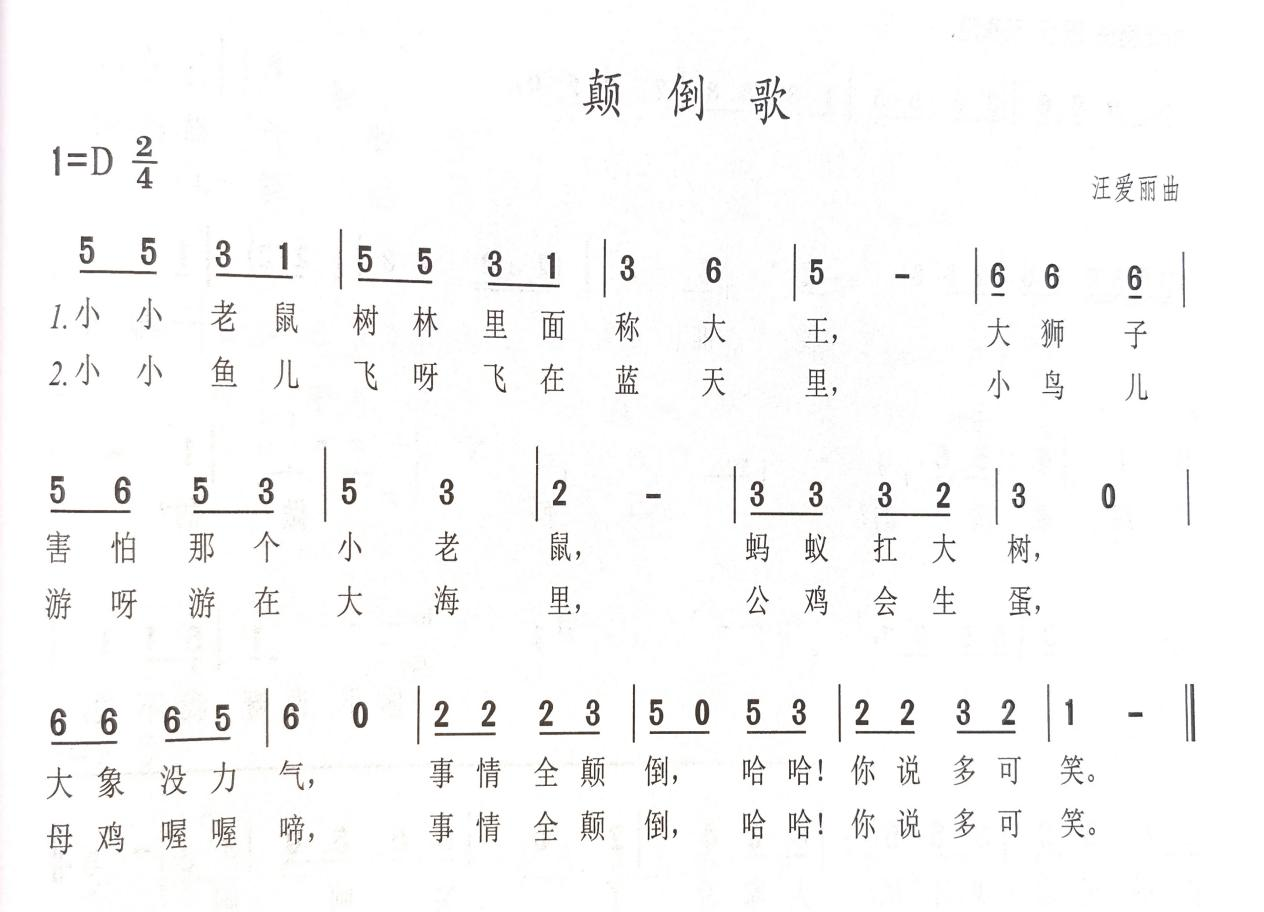 颠倒歌
1=D 2/4
汪爱丽曲
5 5 3 1 | 5 5 3 1 | 3 6 | 5 - | 6 6 6 |
1.小小老鼠树林里面称大王，大狮子
2.小小鱼儿飞呀飞在蓝天里，小鸟儿
5 6 5 3 | 5 3 | 2 - | 3 3 3 2 | 3 0 |
害怕那个小老鼠，蚂蚁扛大树，
游呀游在大海里，公鸡会生蛋，
6 6 6 5 | 6 0 | 2 2 2 3 | 5 0 5 3 | 2 2 3 2 | 1 - ‖
大象没力气，事情全颠倒，哈哈！你说多可笑。
母鸡喔喔啼，事情全颠倒，哈哈！你说多可笑。